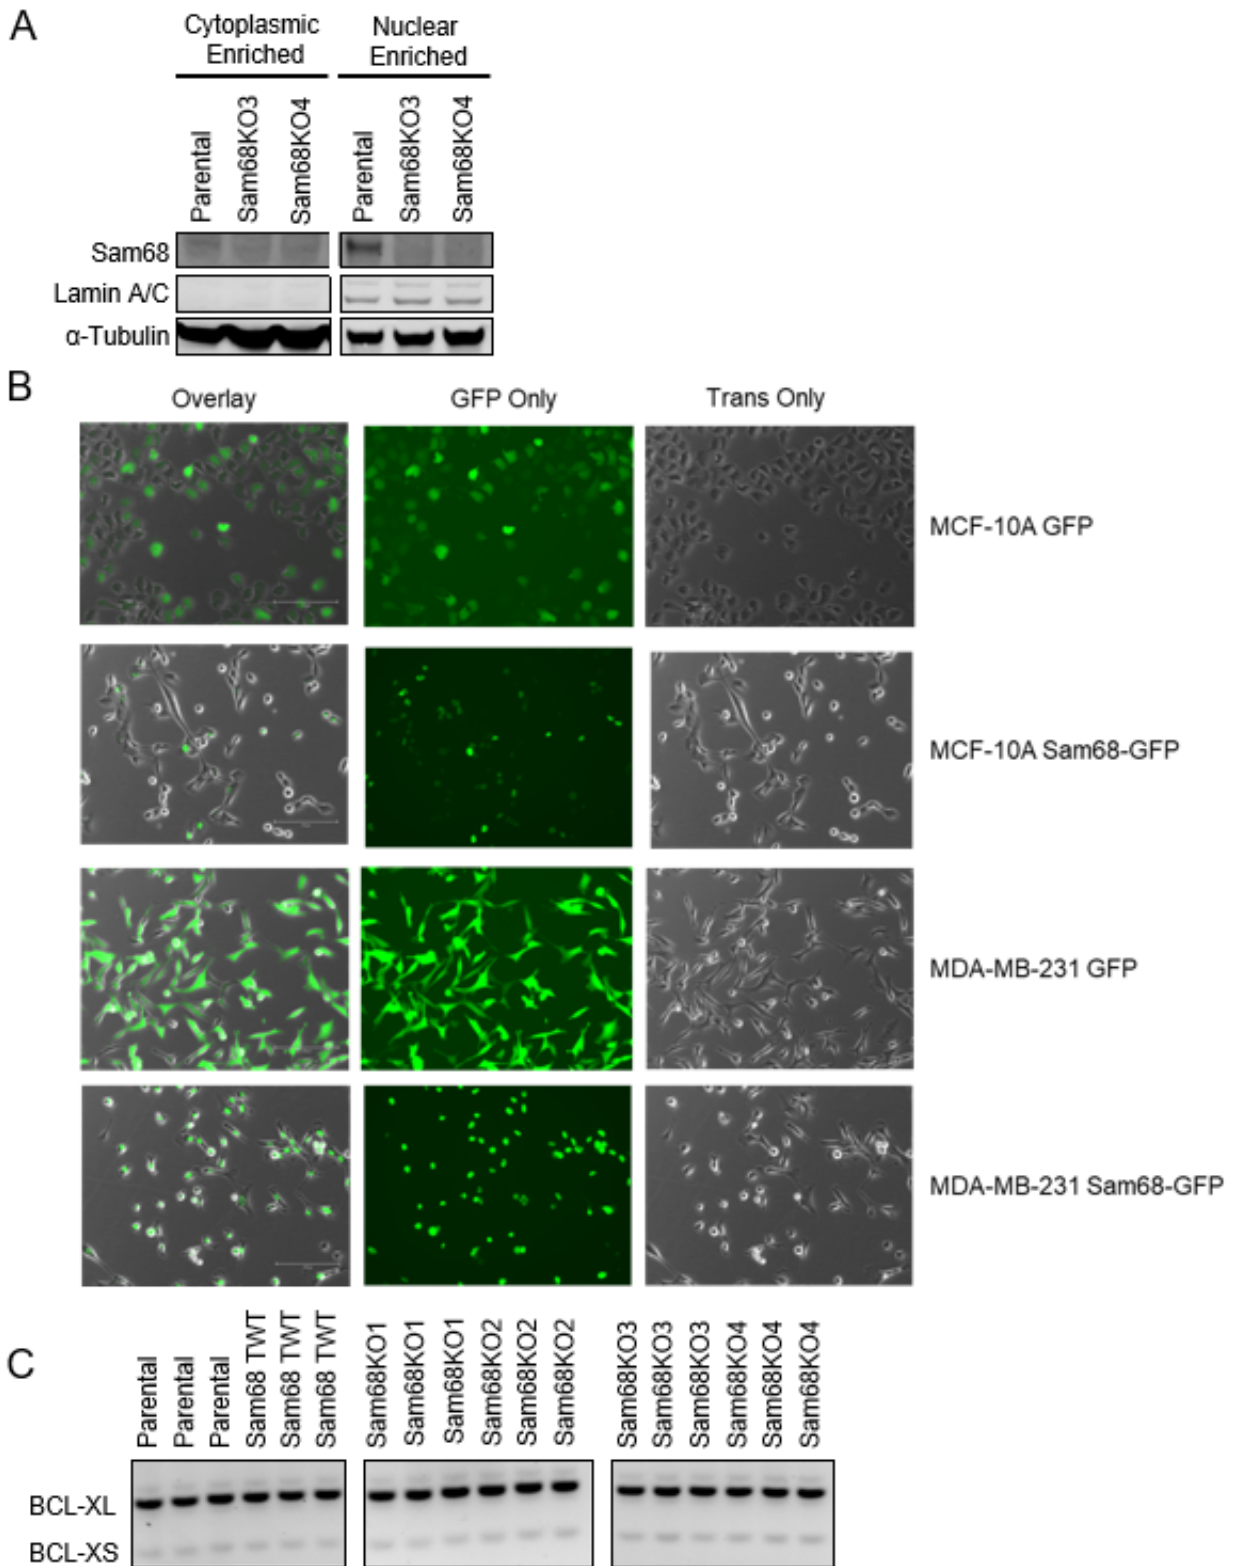 A
Cytoplasmic
Enriched
Nuclear
Enriched
Parental
Sam68KO3
Sam68KO4
Parental
Sam68KO3
Sam68KO4
Sam68
Lamin A/C
α-Tubulin
B
Overlay
GFP Only
Trans Only
MCF-10A GFP
MCF-10A Sam68-GFP
MDA-MB-231 GFP
MDA-MB-231 Sam68-GFP
C
Parental
Parental
Parental
Sam68 TWT
Sam68 TWT
Sam68 TWT
Sam68KO1
Sam68KO1
Sam68KO1
Sam68KO2
Sam68KO2
Sam68KO2
Sam68KO3
Sam68KO3
Sam68KO3
Sam68KO4
Sam68KO4
Sam68KO4
BCL-XL
BCL-XS